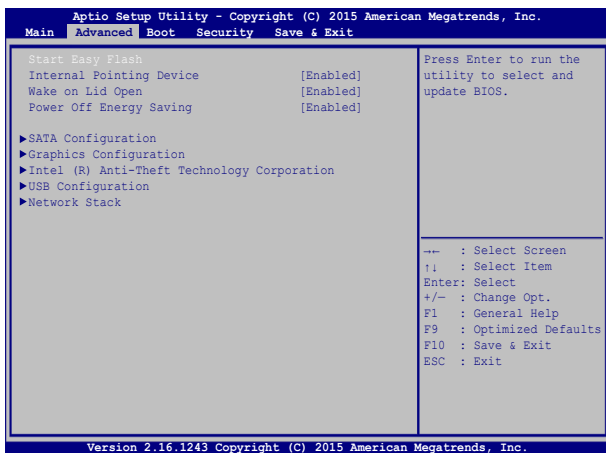 Aptio Setup Utility - Copyright (C) 2015 American Megatrends, Inc.
Main Advanced Boot Security Save & Exit
Start Easy Flash
Internal Pointing Device [Enabled]
Wake on Lid Open [Enabled]
Power Off Energy Saving [Enabled]
▶SATA Configuration
▶Graphics Configuration
▶Intel (R) Anti-Theft Technology Corporation
▶USB Configuration
▶Network Stack
Press Enter to run the
utility to select and
update BIOS.
→← : Select Screen
↑↓ : Select Item
Enter: Select
+/— : Change Opt.
F1 : General Help
F9 : Optimized Defaults
F10 : Save & Exit
ESC : Exit
Version 2.16.1243 Copyright (C) 2015 American Megatrends, Inc.